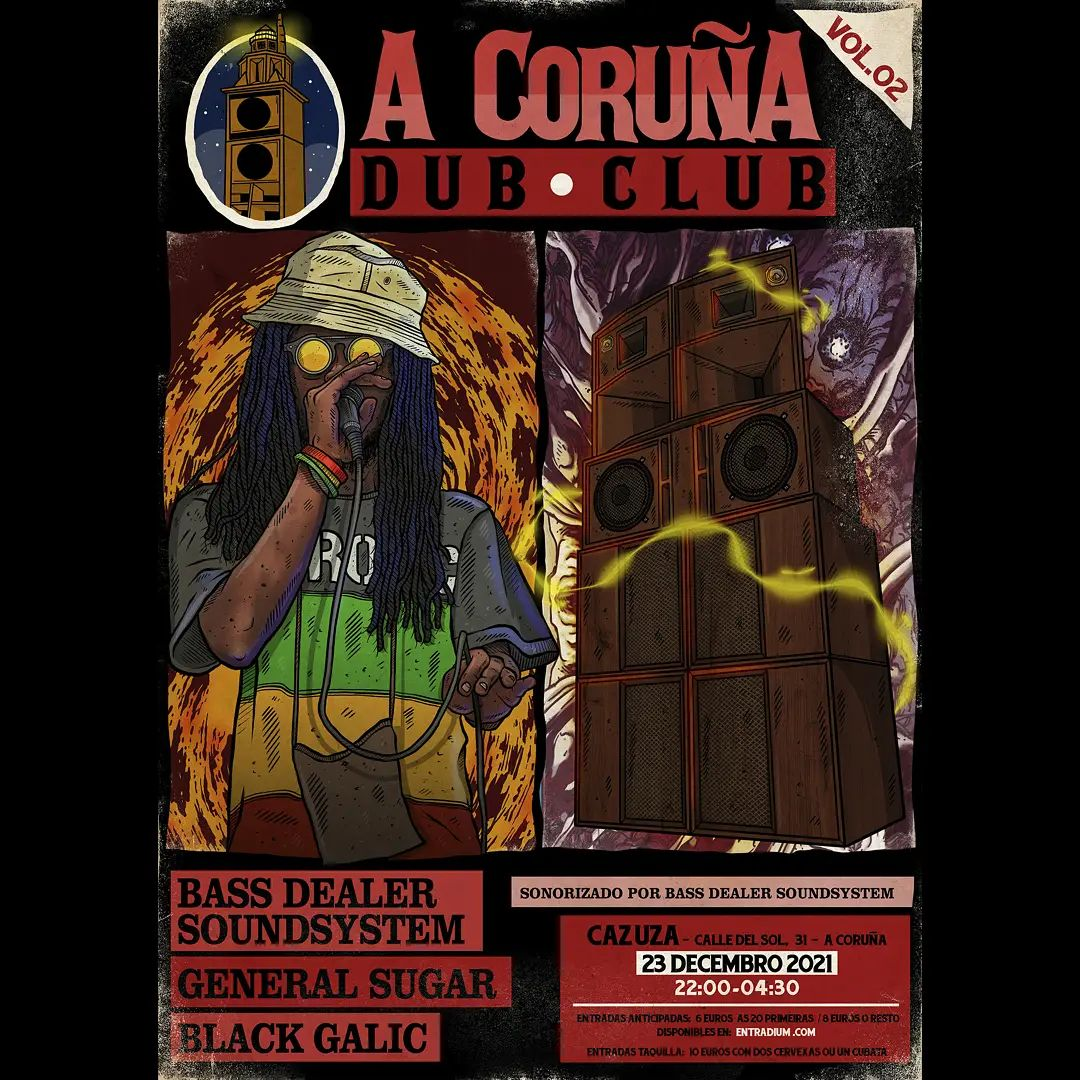 A CORUÑA
VOL.02
DUB • CLUB
BASS DEALER
SOUNDSYSTEM
GENERAL SUGAR
BLACK GALIC
SONORIZADO POR BASS DEALER SOUNDSYSTEM
CAZUZA - CALLE DEL SOL, 31 - A CORUÑA
23 DECEMBRO 2021
22:00-04:30
ENTRADAS ANTICIPADAS: 6 EUROS AS 20 PRIMEIRAS / 8 EUROS O RESTO
DISPONIBLES EN: ENTRADIUM.COM
ENTRADAS TAQUILLA: 10 EUROS CON DOS CERVEXAS OU UN CUBATA